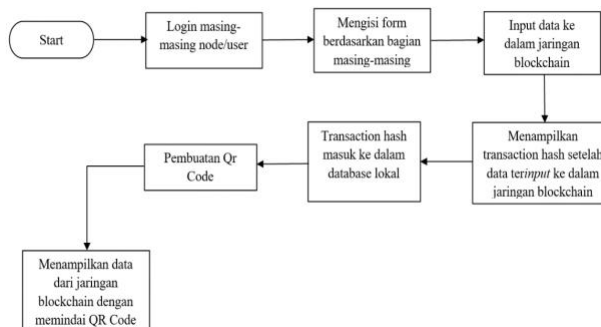 Start
Login masing-
masing node/user
Mengisi form
berdasarkan bagian
masing-masing
Input data ke
dalam jaringan
blockchain
Menampilkan
transaction hash setelah
data terinput ke dalam
jaringan blockchain
Transaction hash
masuk ke dalam
database lokal
Pembuatan Qr
Code
Menampilkan data
dari jaringan
blockchain dengan
memindai QR Code